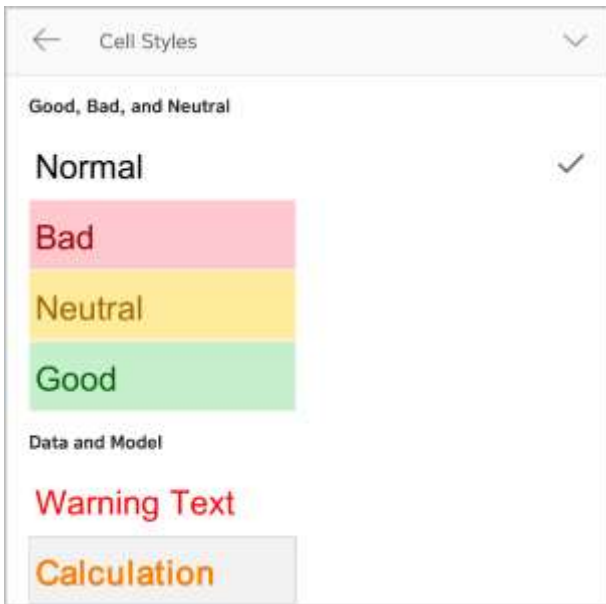 Cell Styles
Good, Bad, and Neutral
Normal
Bad
Neutral
Good
Data and Model
Warning Text
Calculation